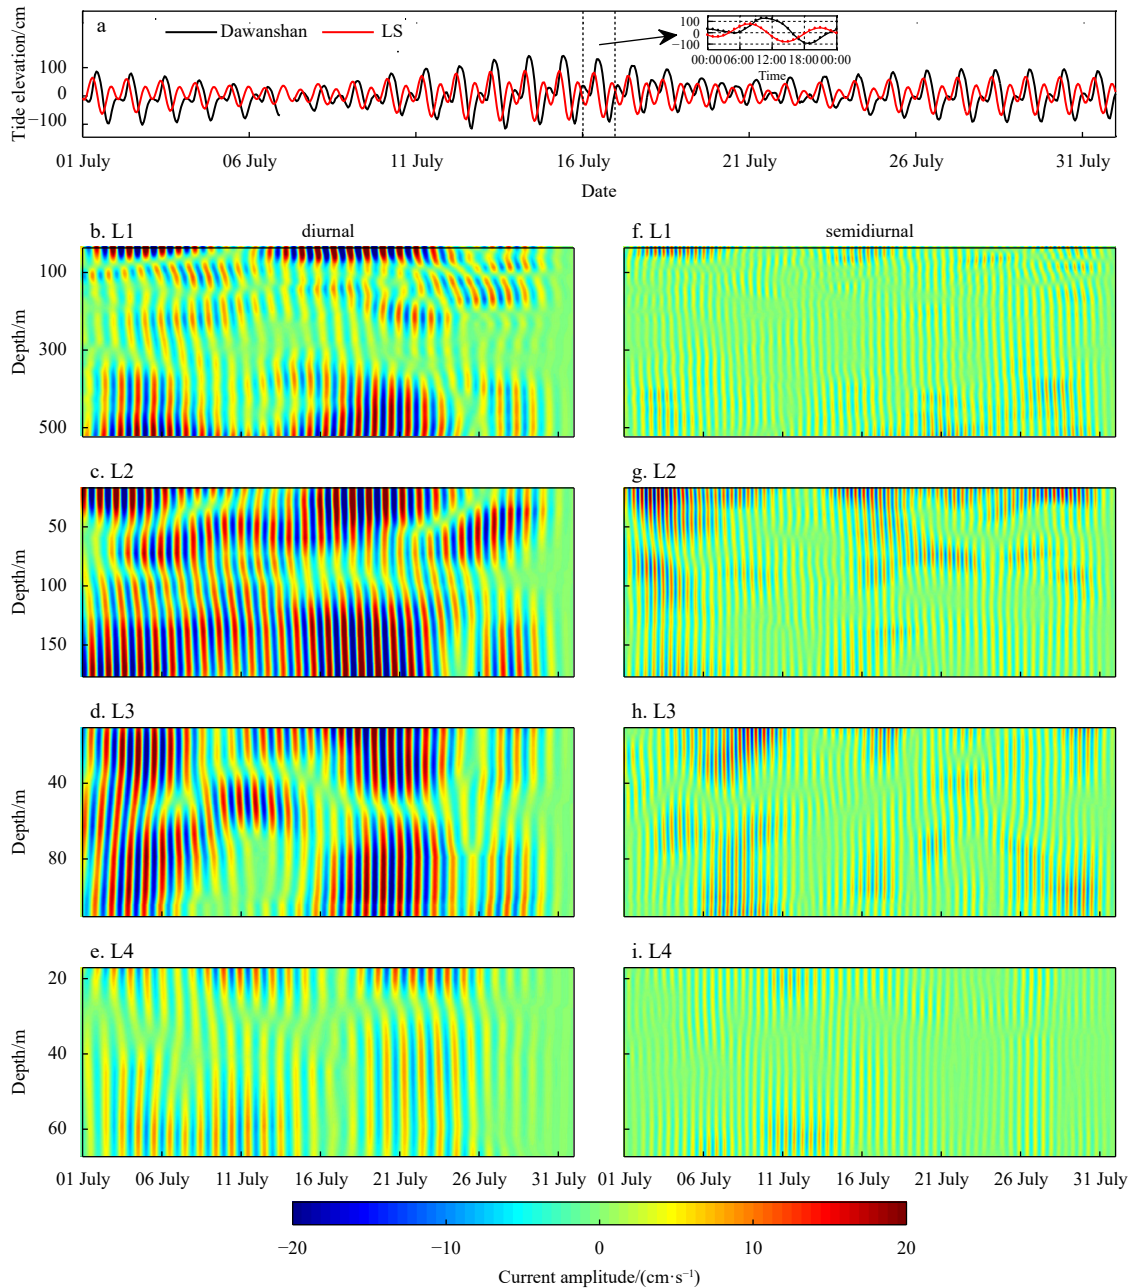 a
Dawanshan
LS
100
0
−100
00:00 06:00 12:00 18:00 00:00
Time
Tide elevation/cm
100
0
−100
01 July 06 July 11 July 16 July 21 July 26 July 31 July
Date
b. L1 diurnal
f. L1 semidiurnal
Depth/m
100
300
500
c. L2
g. L2
Depth/m
50
100
150
d. L3
h. L3
Depth/m
40
80
e. L4
i. L4
Depth/m
20
40
60
01 July 06 July 11 July 16 July 21 July 26 July 31 July
01 July 06 July 11 July 16 July 21 July 26 July 31 July
−20 −10 0 10 20
Current amplitude/(cm·s⁻¹)